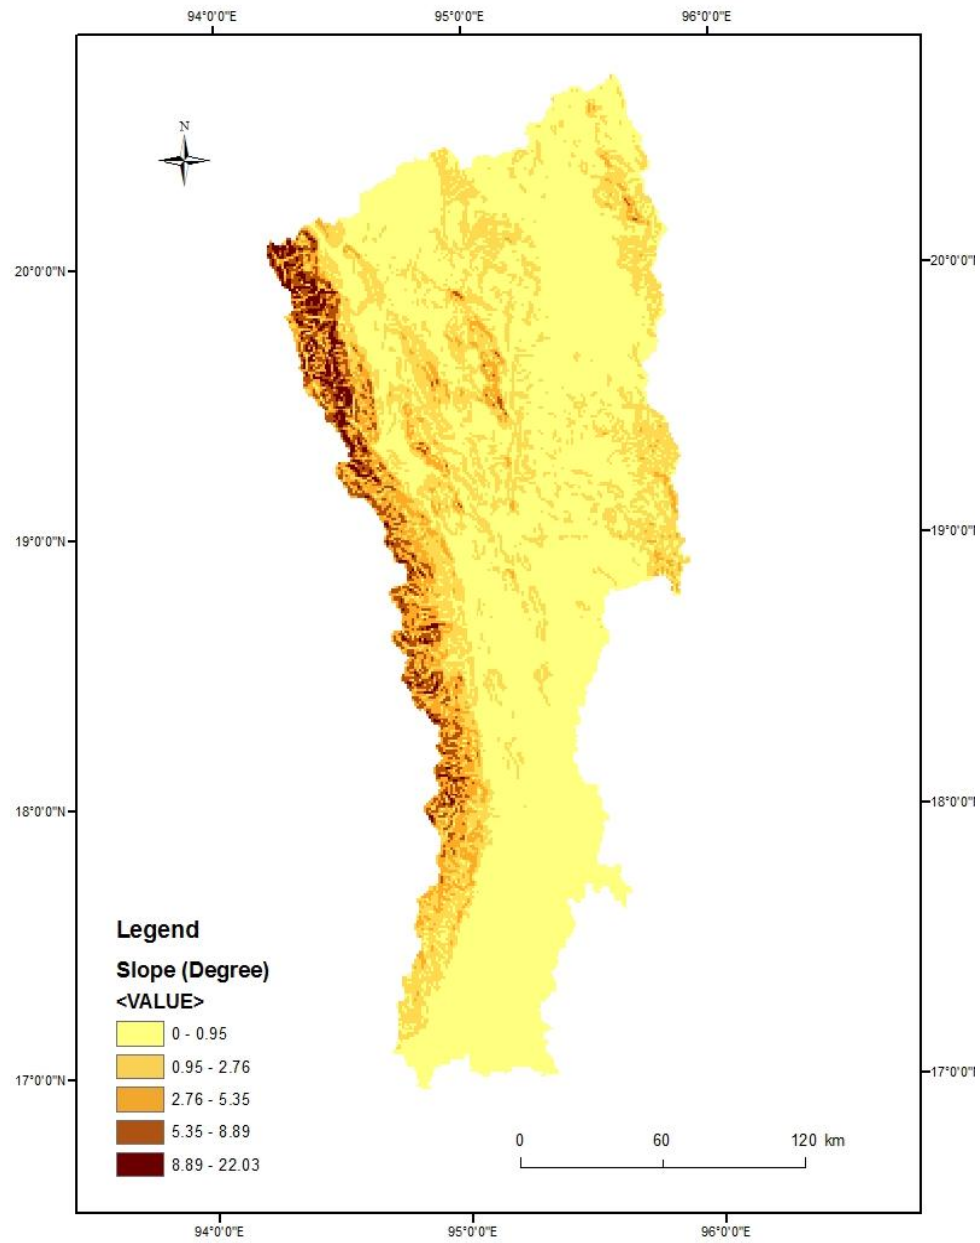 94°0'0"E 95°0'0"E 96°0'0"E
N
20°0'0"N 20°0'0"N
19°0'0"N 19°0'0"N
18°0'0"N 18°0'0"N
Legend
Slope (Degree)
<VALUE>
0 - 0.95
0.95 - 2.76
2.76 - 5.35
5.35 - 8.89
8.89 - 22.03
17°0'0"N 17°0'0"N
0 60 120 km
94°0'0"E 95°0'0"E 96°0'0"E